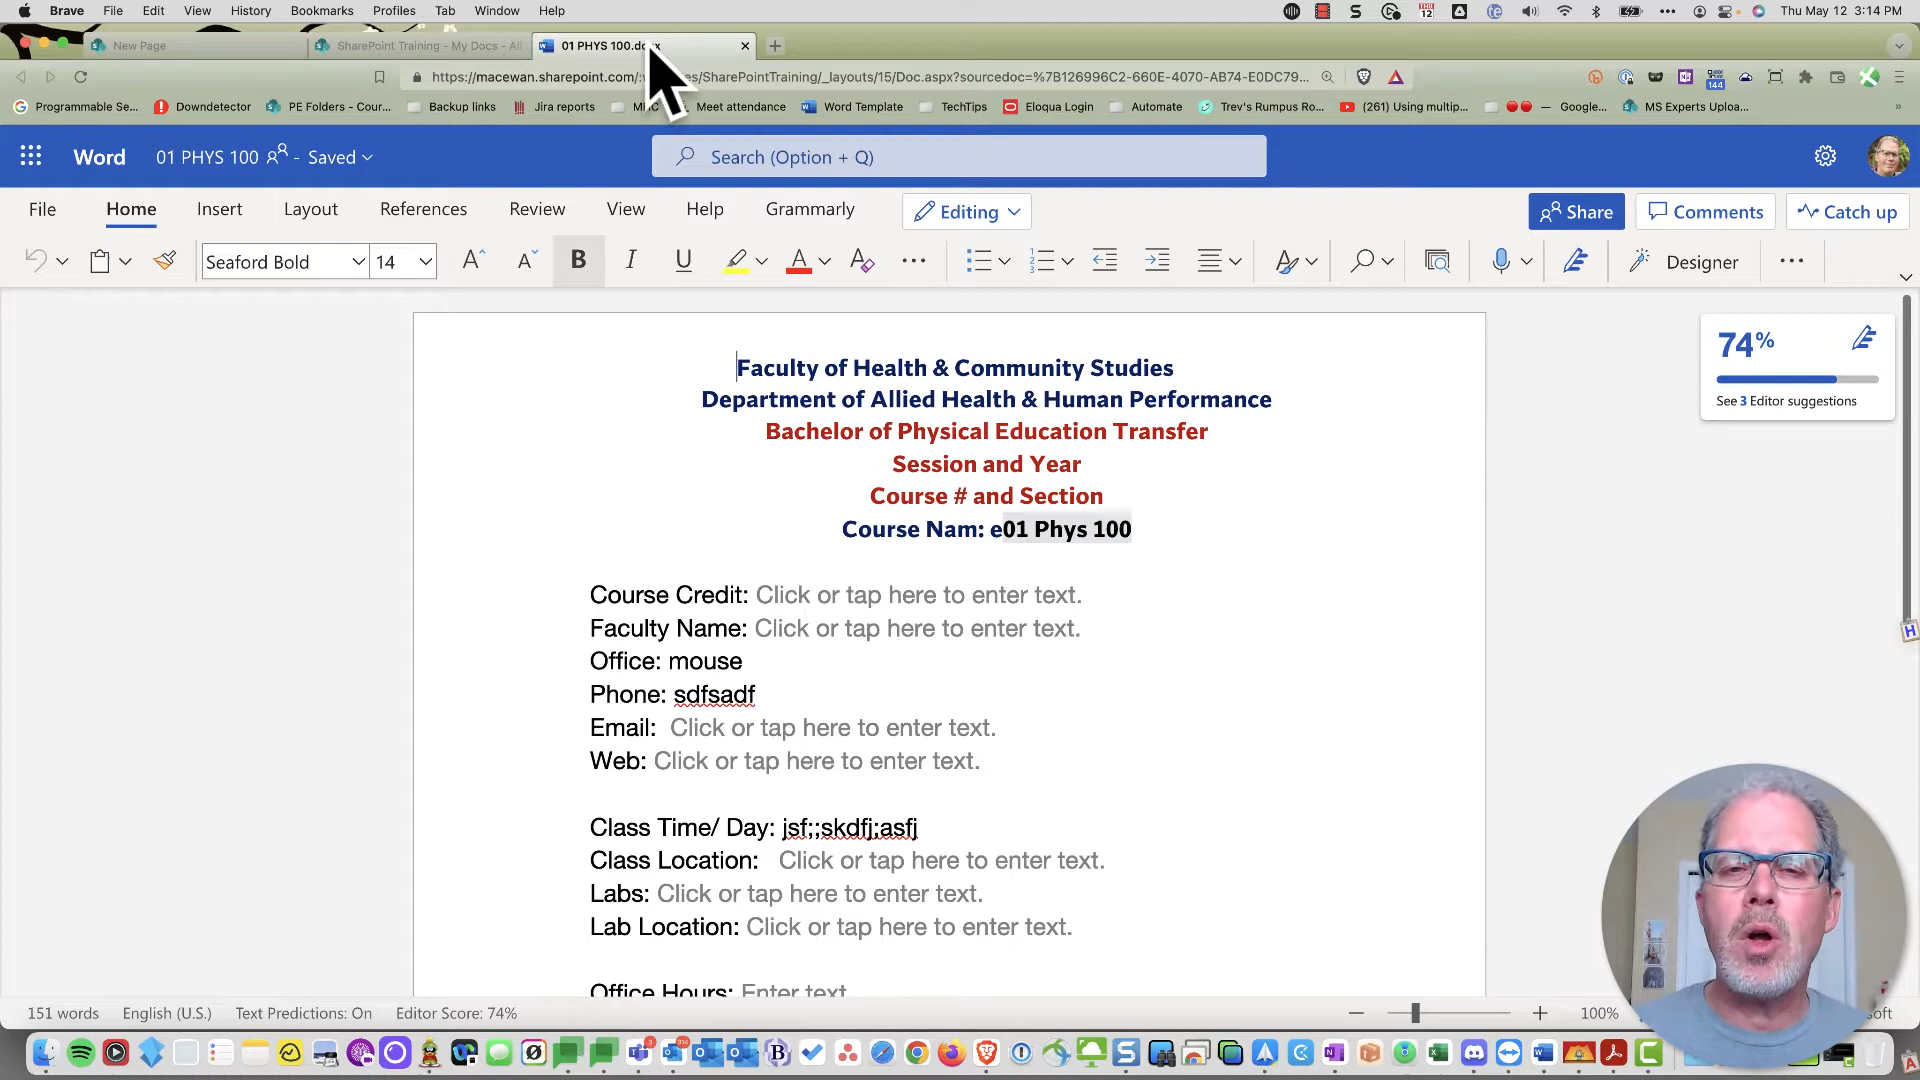 Brave File Edit View History Bookmarks Profiles Tab Window Help THU 12 Thu May 12 3:14 PM
New Page SharePoint Training - My Docs - All 01 PHYS 100.docx
https://macewan.sharepoint.com/:w es/SharePointTraining/_layouts/15/Doc.aspx?sourcedoc=%7B126996C2-660E-4070-AB74-E0DC79... 144
Programmable Se... Downdetector PE Folders - Cour... Backup links Jira reports Meet attendance Word Template TechTips Eloqua Login Automate Trev's Rumpus Ro... (261) Using multip... — Google... MS Experts Uploa... »
Word 01 PHYS 100 - Saved Search (Option + Q)
File Home Insert Layout References Review View Help Grammarly Editing Share Comments Catch up
Seaford Bold 14 A A B I U A A ... Designer ...
Faculty of Health & Community Studies
Department of Allied Health & Human Performance
Bachelor of Physical Education Transfer
Session and Year
Course # and Section
Course Nam: e01 Phys 100
74%
See 3 Editor suggestions
Course Credit: Click or tap here to enter text.
Faculty Name: Click or tap here to enter text.
Office: mouse
Phone: sdfsadf
Email: Click or tap here to enter text.
Web: Click or tap here to enter text.
Class Time/ Day: jsf;;skdfj;asfj
Class Location: Click or tap here to enter text.
Labs: Click or tap here to enter text.
Lab Location: Click or tap here to enter text.
Office Hours: Enter text
151 words English (U.S.) Text Predictions: On Editor Score: 74% 100%